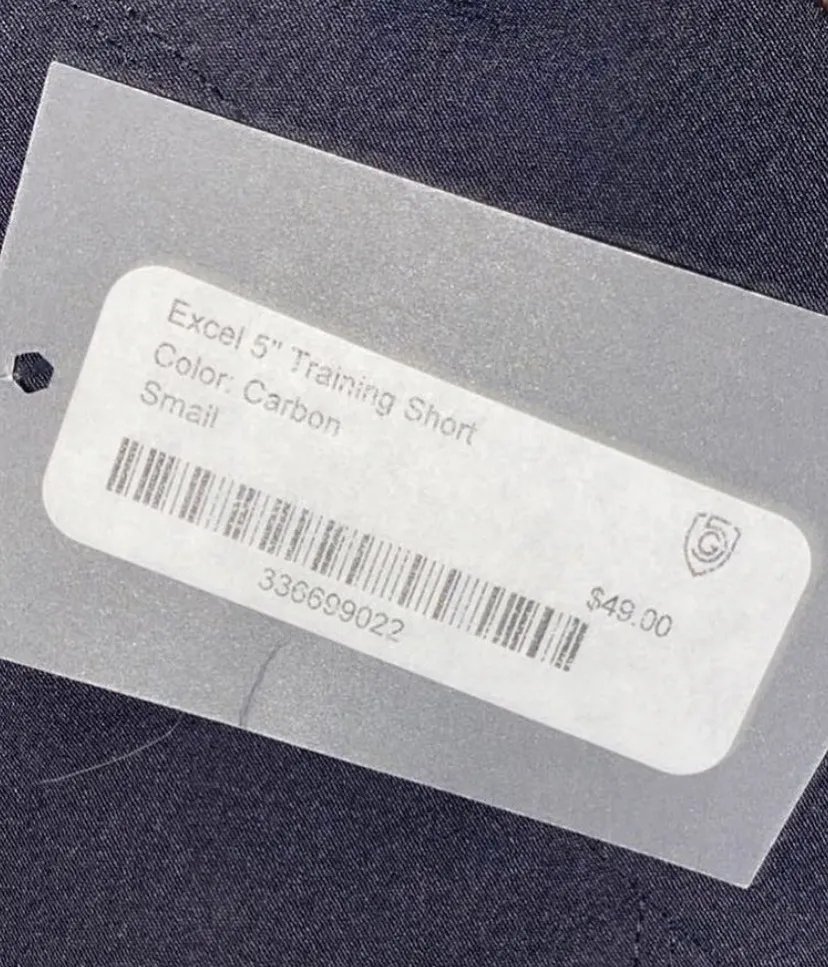 Excel 5" Training Short
Color: Carbon
Small
336699022
$49.00